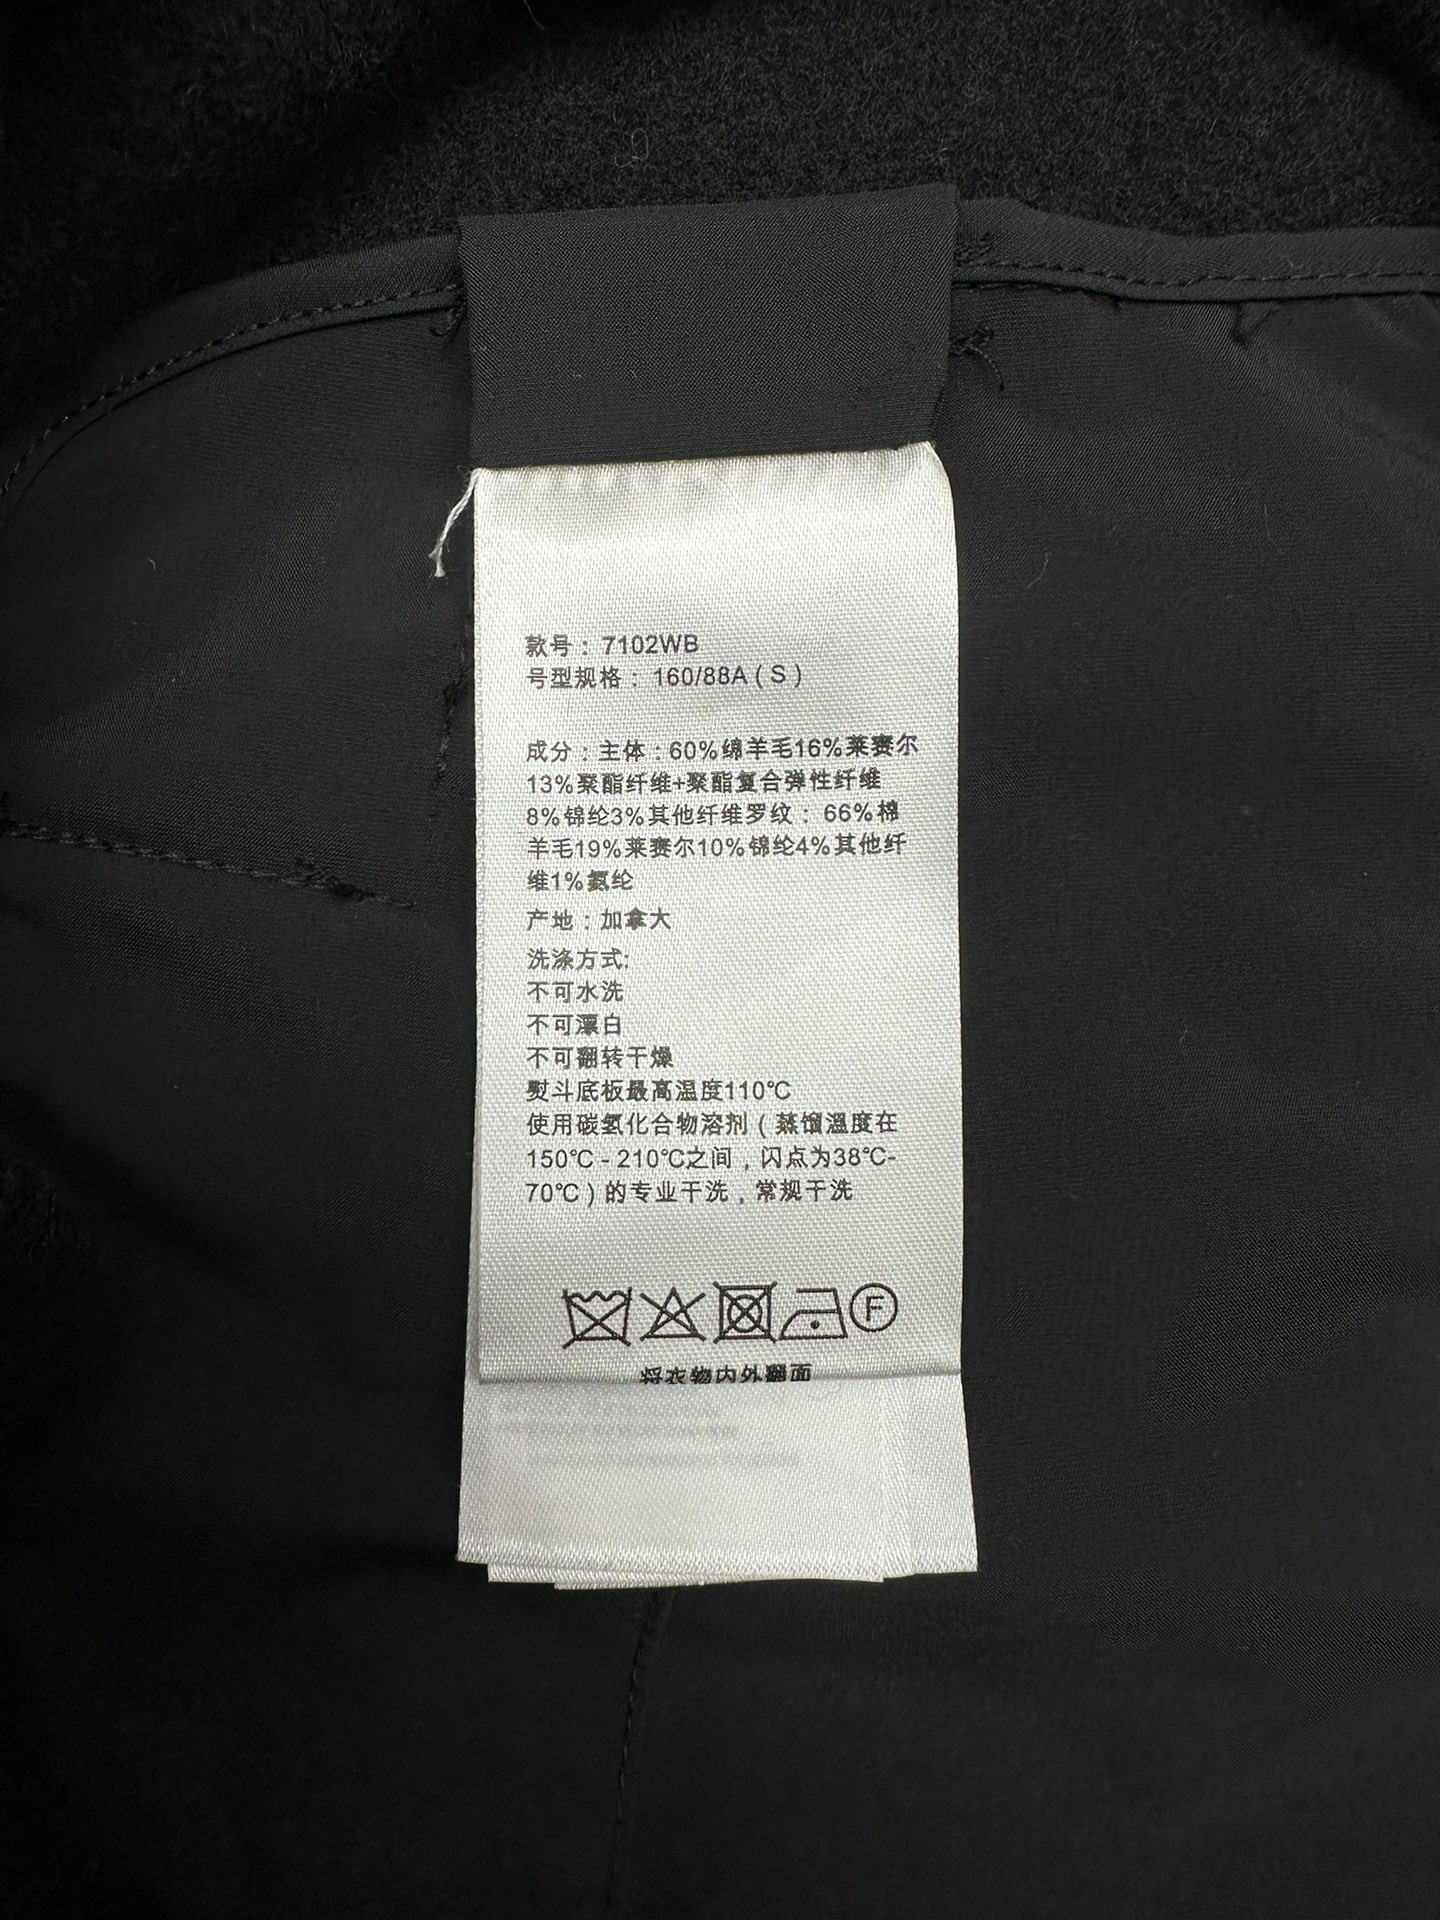 款号：7102WB
号型规格：160/88A（S）
成分：主体：60%绵羊毛16%莱赛尔
13%聚酯纤维+聚酯复合弹性纤维
8%锦纶3%其他纤维罗纹：66%棉
羊毛19%莱赛尔10%锦纶4%其他纤
维1%氨纶
产地：加拿大
洗涤方式:
不可水洗
不可漂白
不可翻转干燥
熨斗底板最高温度110℃
使用碳氢化合物溶剂（蒸馏温度在
150℃-210℃之间，闪点为38℃-
70℃）的专业干洗，常规干洗
F
将衣物内外翻面